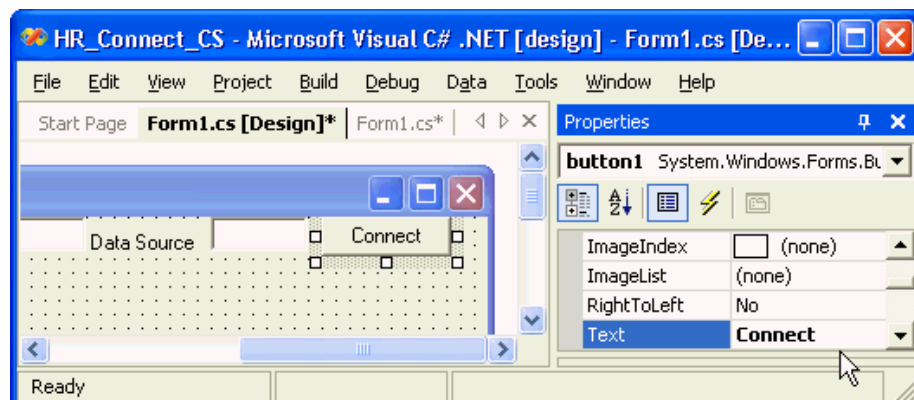 HR_Connect_CS - Microsoft Visual C# .NET [design] - Form1.cs [De...
File Edit View Project Build Debug Data Tools Window Help
Start Page Form1.cs [Design]* Form1.cs*
Properties
button1 System.Windows.Forms.Bu
Data Source
Connect
ImageIndex (none)
ImageList (none)
RightToLeft No
Text Connect
Ready